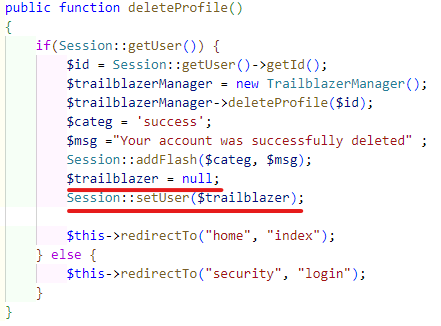 public function deleteProfile()
{
if(Session::getUser()) {
$id = Session::getUser()->getId();
$trailblazerManager = new TrailblazerManager();
$trailblazerManager->deleteProfile($id);
$categ = 'success';
$msg ="Your account was successfully deleted" ;
Session::addFlash($categ, $msg);
$trailblazer = null;
Session::setUser($trailblazer);
$this->redirectTo("home", "index");
} else {
$this->redirectTo("security", "login");
}
}